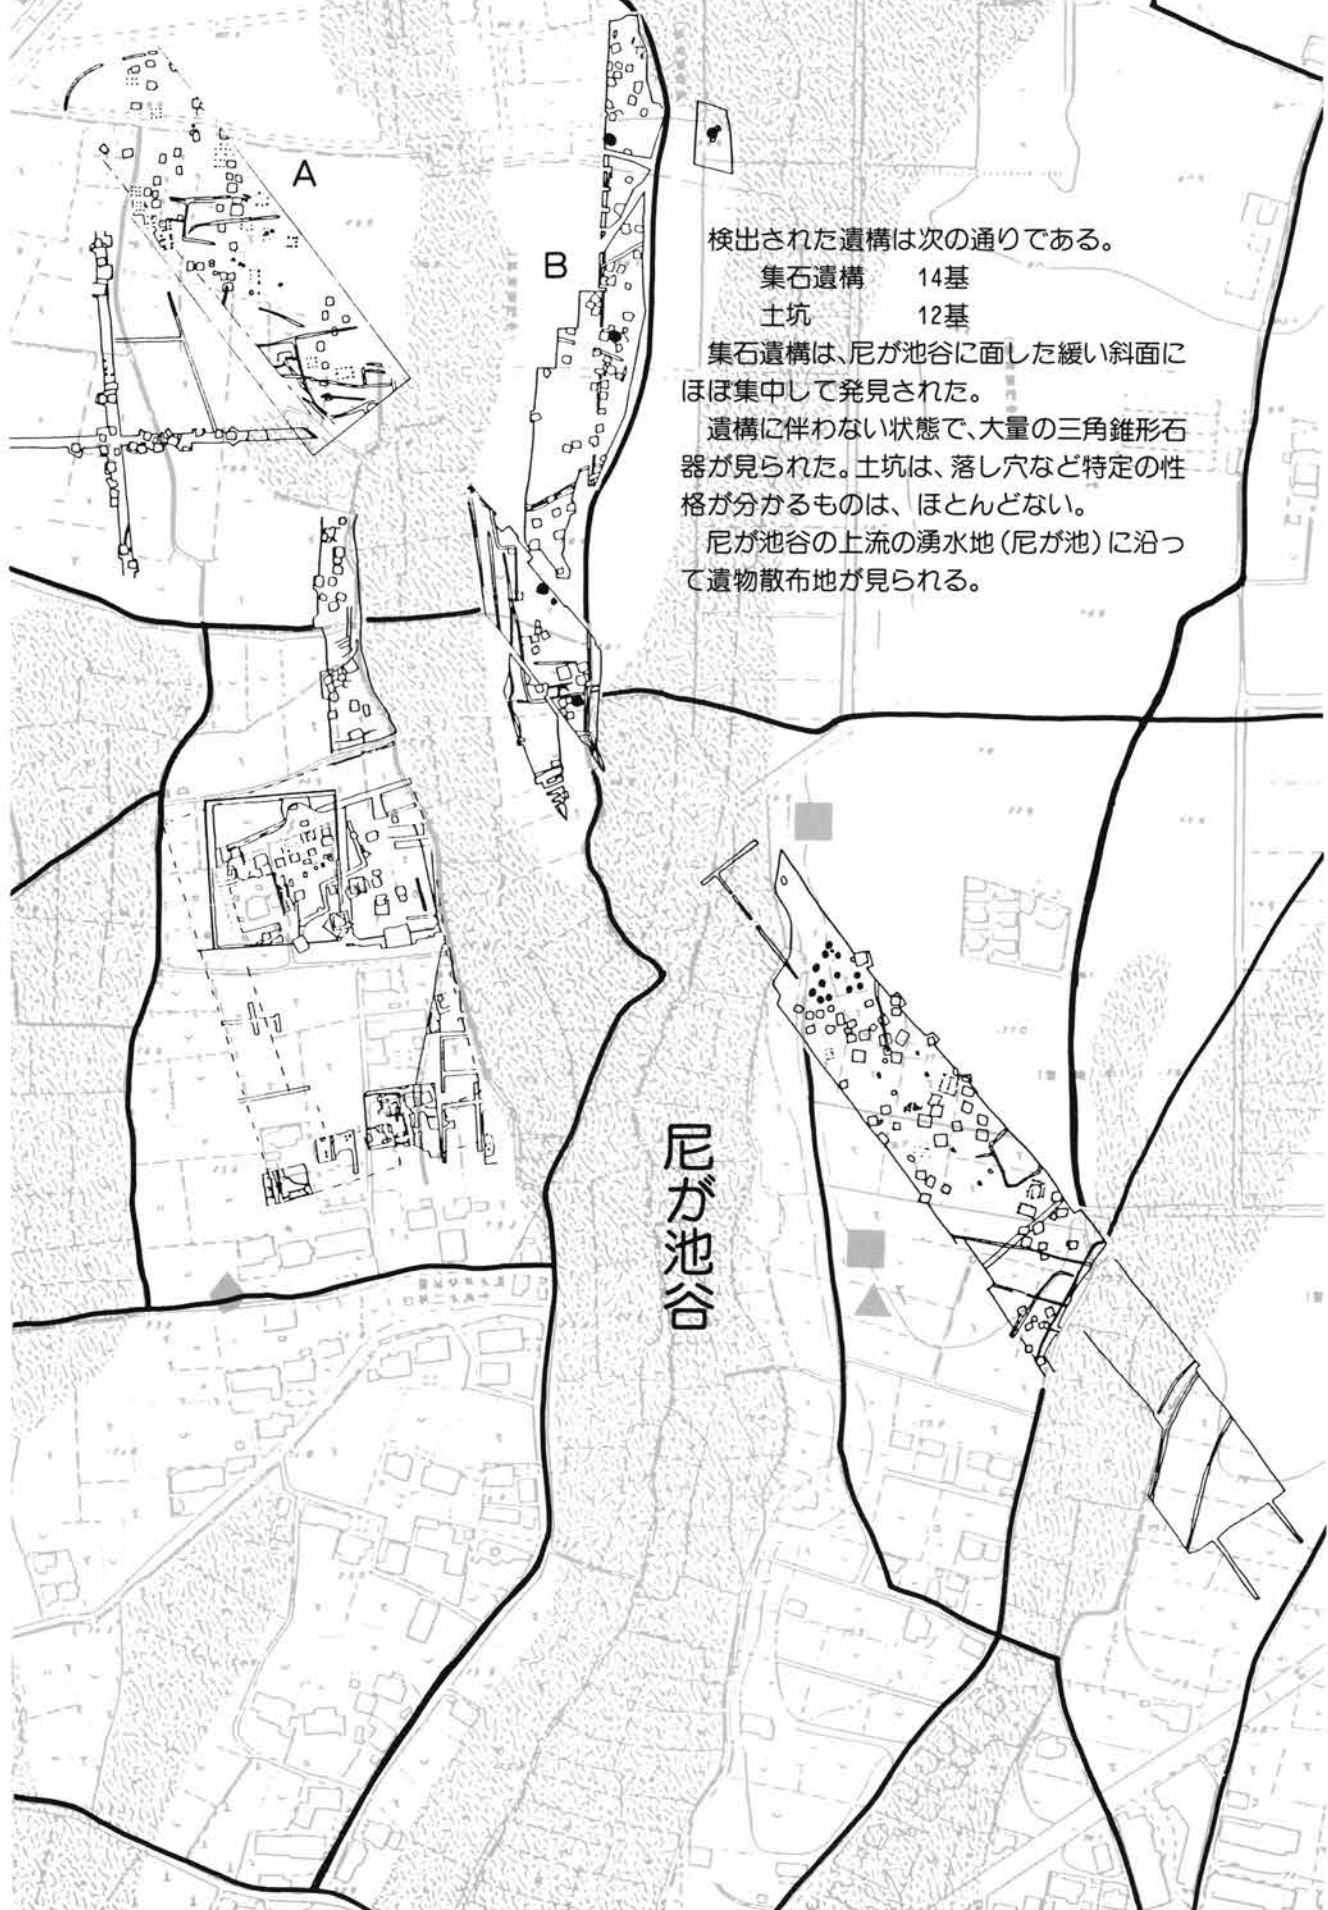 A
B
検出された遺構は次の通りである。
集石遺構 14基
土坑 12基
集石遺構は、尼が池谷に面した緩い斜面に
ほぼ集中して発見された。
遺構に伴わない状態で、大量の三角錐形石
器が見られた。土坑は、落し穴など特定の性
格が分かるものは、ほとんどない。
尼が池谷の上流の湧水地(尼が池)に沿っ
て遺物散布地が見られる。
尼が池谷